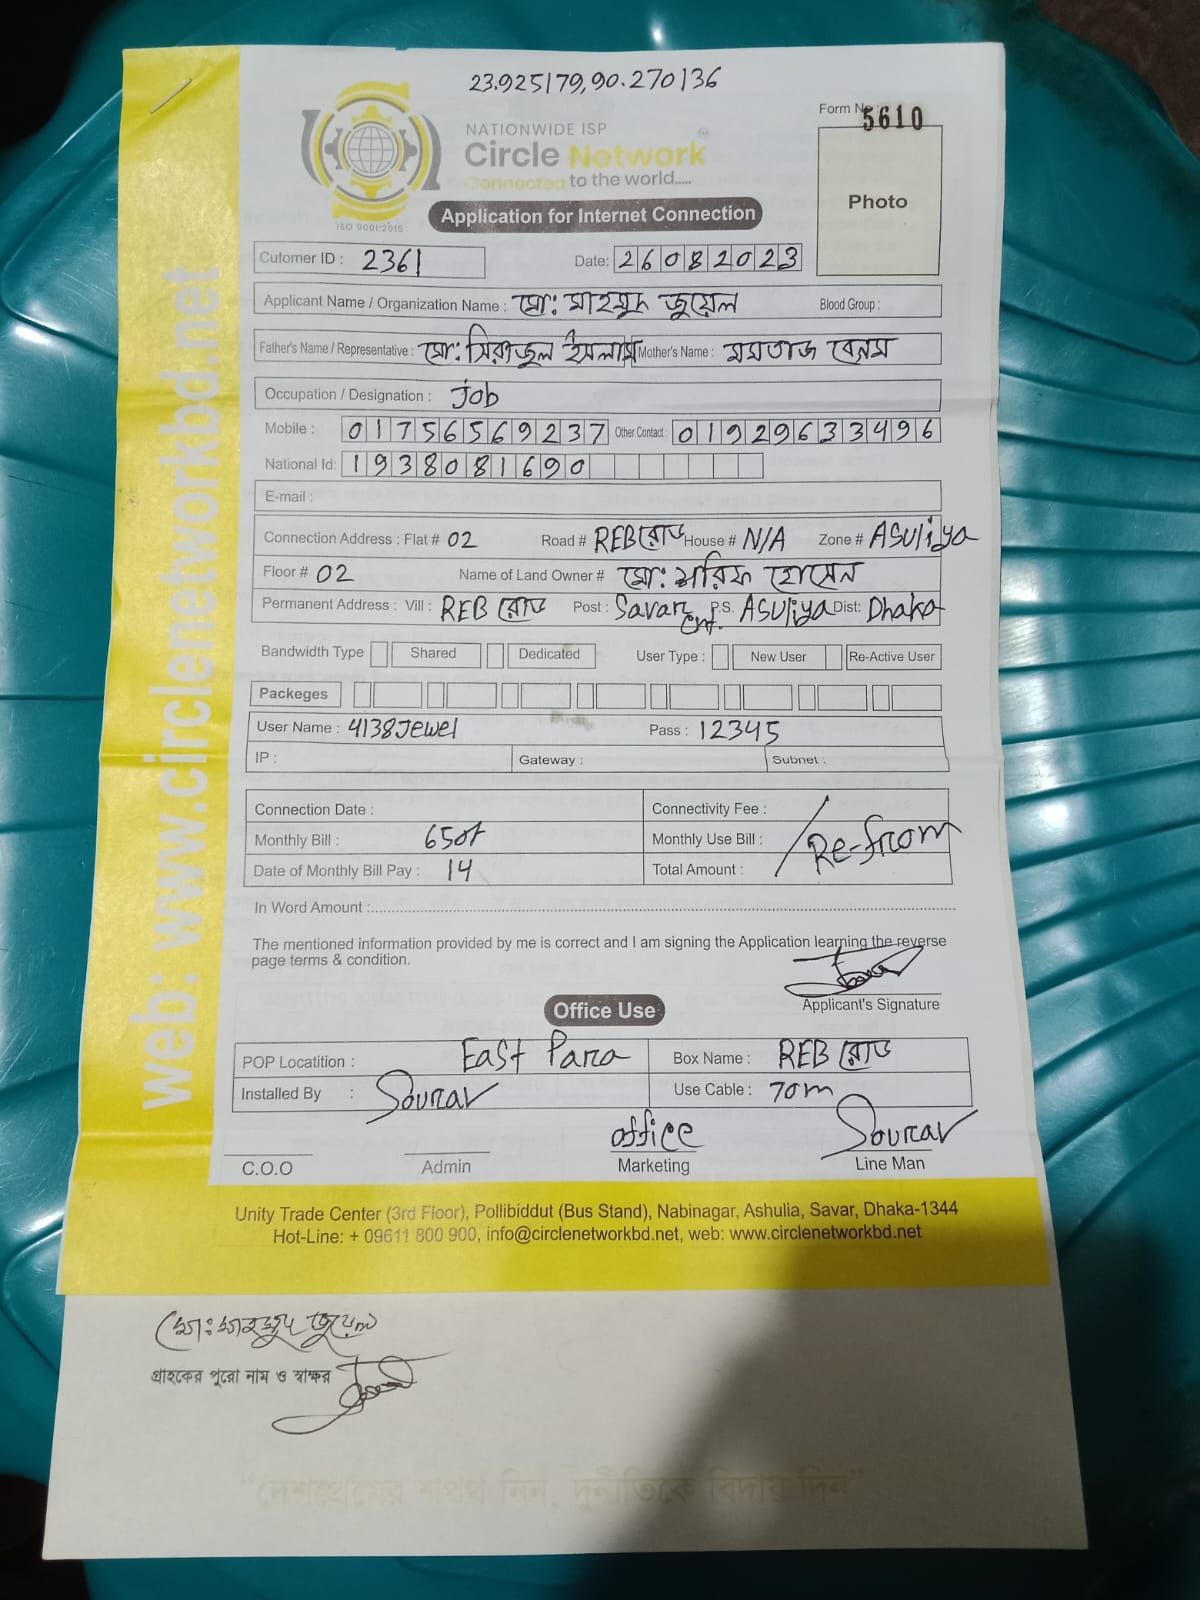 23.925179, 90.270136
Form No 5610
NATIONWIDE ISP
Circle Network
Connected to the world.....
ISO 9001:2015
Photo
Application for Internet Connection
Cutomer ID : 2361 Date: 26082023
Applicant Name / Organization Name : মো: মাহমুদ জুয়েল Blood Group :
Father's Name / Representative : মো: সিরাজুল ইসলাম Mother's Name : মমতাজ বেগম
Occupation / Designation : Job
Mobile : 01756569237 Other Contact : 01929633496
National Id: 1938081690
E-mail :
Connection Address : Flat # 02 Road # REB রোড House # N/A Zone # Asuliya
Floor # 02 Name of Land Owner # মো: শরিফ হোসেন
Permanent Address : Vill : REB রোড Post : Savar Cnt. P.S. Asuliya Dist: Dhaka
Bandwidth Type Shared Dedicated User Type : New User Re-Active User
Packeges
User Name : 4138Jewel Pass : 12345
IP : Gateway : Subnet :
Connection Date : Connectivity Fee :
Monthly Bill : 650/- Monthly Use Bill : Re-from
Date of Monthly Bill Pay : 14 Total Amount :
In Word Amount :
The mentioned information provided by me is correct and I am signing the Application learning the reverse
page terms & condition.
Applicant's Signature
Office Use
POP Locatition : East Para Box Name : REB রোড
Installed By : Sourav Use Cable : 70m
office Sourav
C.O.O Admin Marketing Line Man
Unity Trade Center (3rd Floor), Pollibiddut (Bus Stand), Nabinagar, Ashulia, Savar, Dhaka-1344
Hot-Line: + 09611 800 900, info@circlenetworkbd.net, web: www.circlenetworkbd.net
web: www.circlenetworkbd.net
মো: মাহমুদ জুয়েল
গ্রাহকের পুরো নাম ও স্বাক্ষর
“দেশপ্রেমের শপথ নিন, দুর্নীতিকে বিদায় দিন”